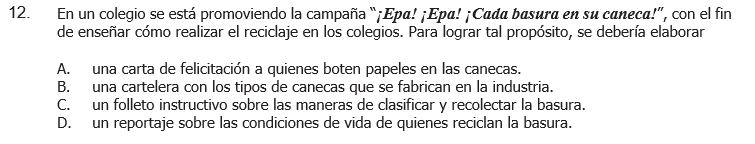 12. En un colegio se está promoviendo la campaña "¡Epa! ¡Epa! ¡Cada basura en su caneca!", con el fin
de enseñar cómo realizar el reciclaje en los colegios. Para lograr tal propósito, se debería elaborar
A. una carta de felicitación a quienes boten papeles en las canecas.
B. una cartelera con los tipos de canecas que se fabrican en la industria.
C. un folleto instructivo sobre las maneras de clasificar y recolectar la basura.
D. un reportaje sobre las condiciones de vida de quienes reciclan la basura.